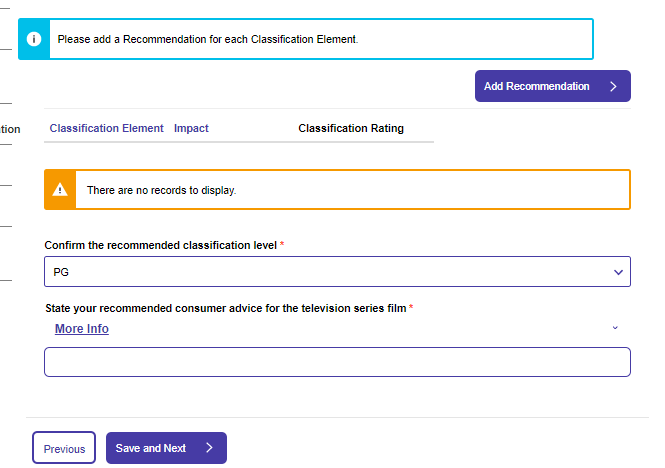 Please add a Recommendation for each Classification Element.
Add Recommendation
tion
Classification Element Impact Classification Rating
There are no records to display.
Confirm the recommended classification level *
PG
State your recommended consumer advice for the television series film *
More Info
Previous
Save and Next